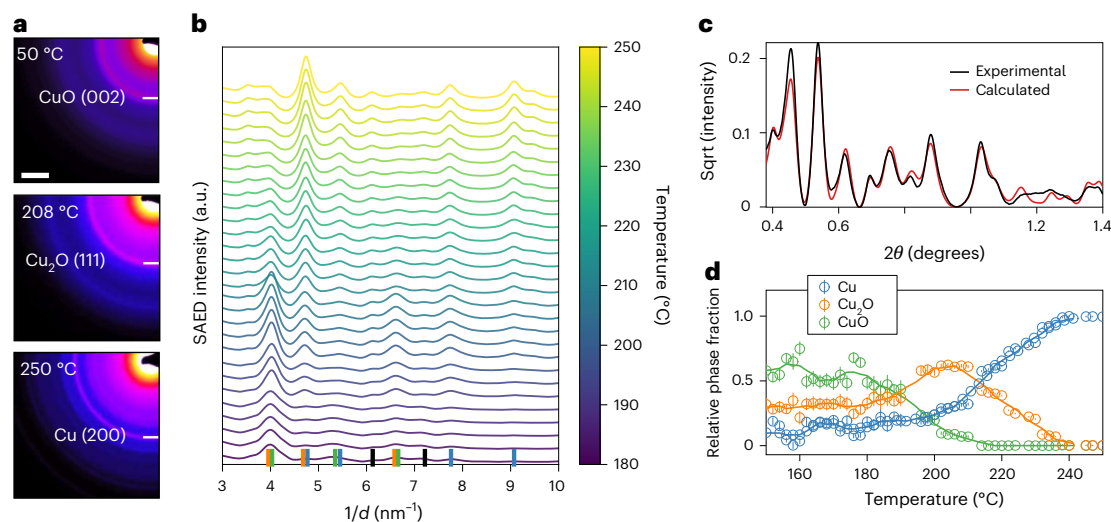 a
50 °C
CuO (002)
208 °C
Cu2O (111)
250 °C
Cu (200)
b
SAED intensity (a.u.)
3 4 5 6 7 8 9 10
1/d (nm–1)
250
240
230
220
210
200
190
180
Temperature (°C)
c
Sqrt (intensity)
0.2
0.1
0
Experimental
Calculated
0.4 0.6 0.8 1.2 1.4
2θ (degrees)
d
Relative phase fraction
1.0
0.5
0
Cu
Cu2O
CuO
160 180 200 220 240
Temperature (°C)